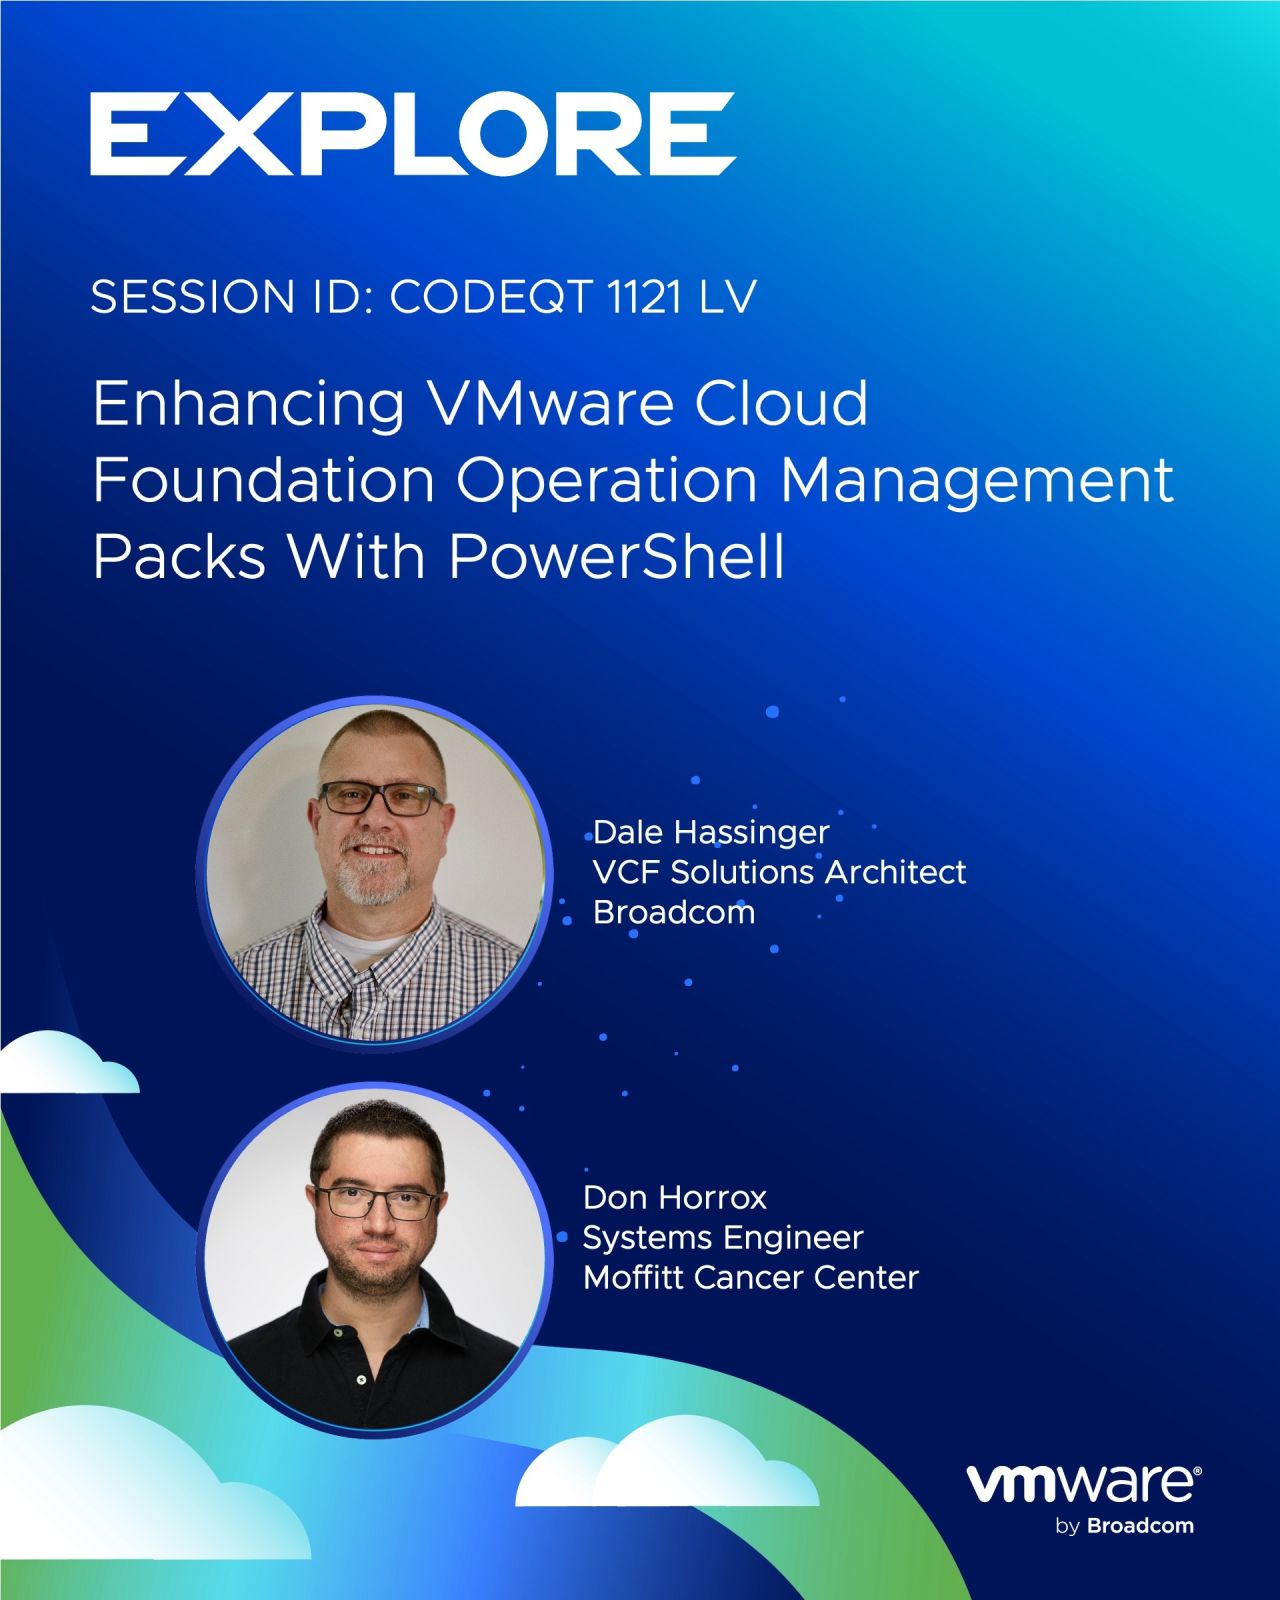 EXPLORE
SESSION ID: CODEQT 1121 LV
Enhancing VMware Cloud
Foundation Operation Management
Packs With PowerShell
Dale Hassinger
VCF Solutions Architect
Broadcom
Don Horrox
Systems Engineer
Moffitt Cancer Center
vmware®
by Broadcom